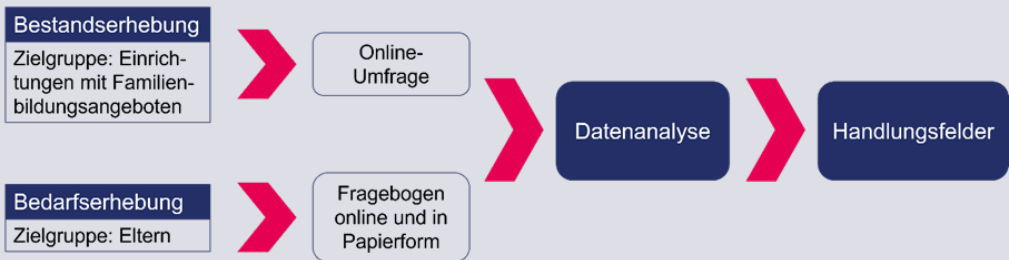 Bestandserhebung
Zielgruppe: Einrich-
tungen mit Familien-
bildungsangeboten
Online-
Umfrage
Datenanalyse
Handlungsfelder
Bedarfserhebung
Zielgruppe: Eltern
Fragebogen
online und in
Papierform